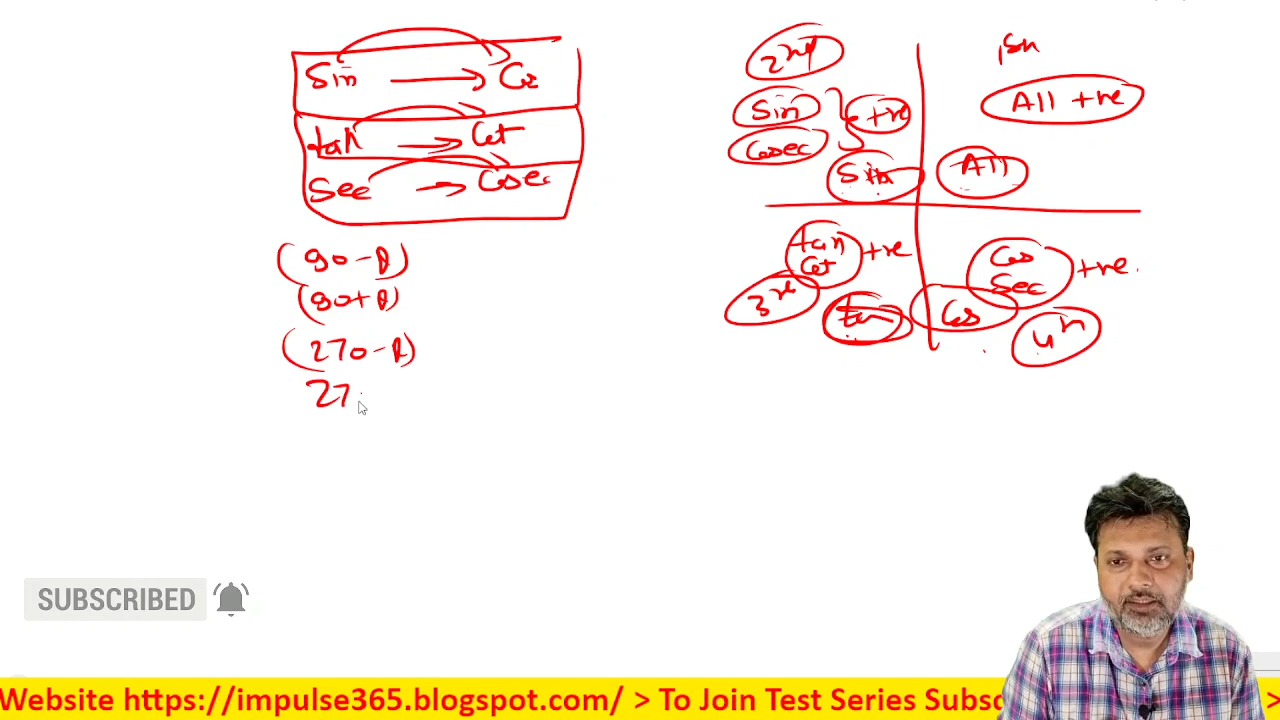 Sin → Cos
tan → Cot
See → Cosec
(90-A)
(90+A)
(270-A)
27
2nd
Sin
Cosec
+ve
Sin
All +ve
All
tan
Cot
+ve
3rd
tan
Cos
Sec
+ve
Cos
4th
SUBSCRIBED
Website https://impulse365.blogspot.com/ > To Join Test Series Subsc